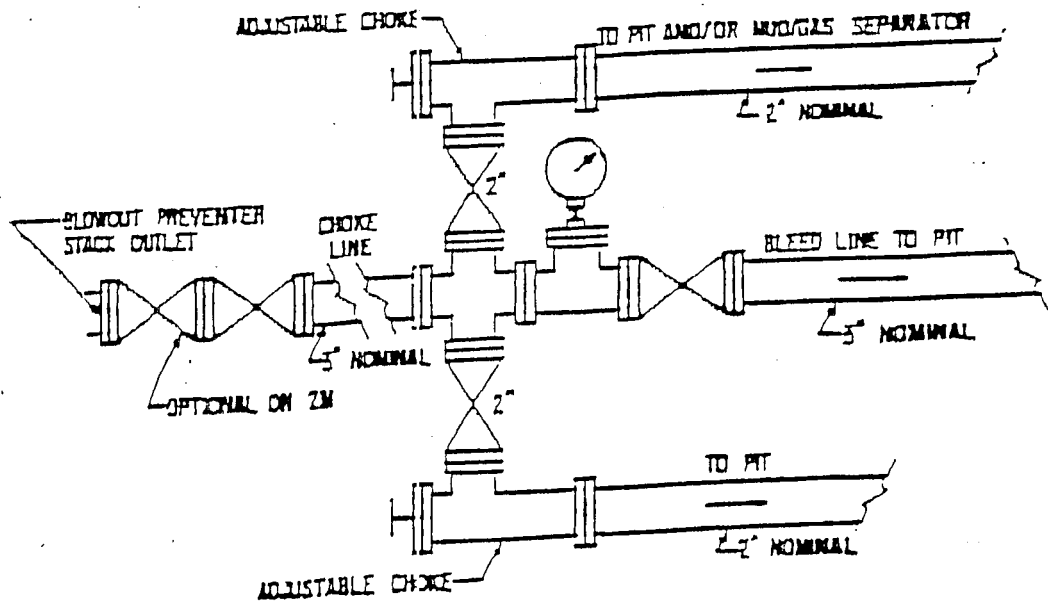 ADJUSTABLE CHOKE
TO PIT AND/OR MUD/GAS SEPARATOR
2" NOMINAL
2"
BLOWOUT PREVENTER
STACK OUTLET
CHOKE
LINE
BLEED LINE TO PIT
3" NOMINAL
3" NOMINAL
OPTIONAL ON 2M
2"
TO PIT
2" NOMINAL
ADJUSTABLE CHOKE